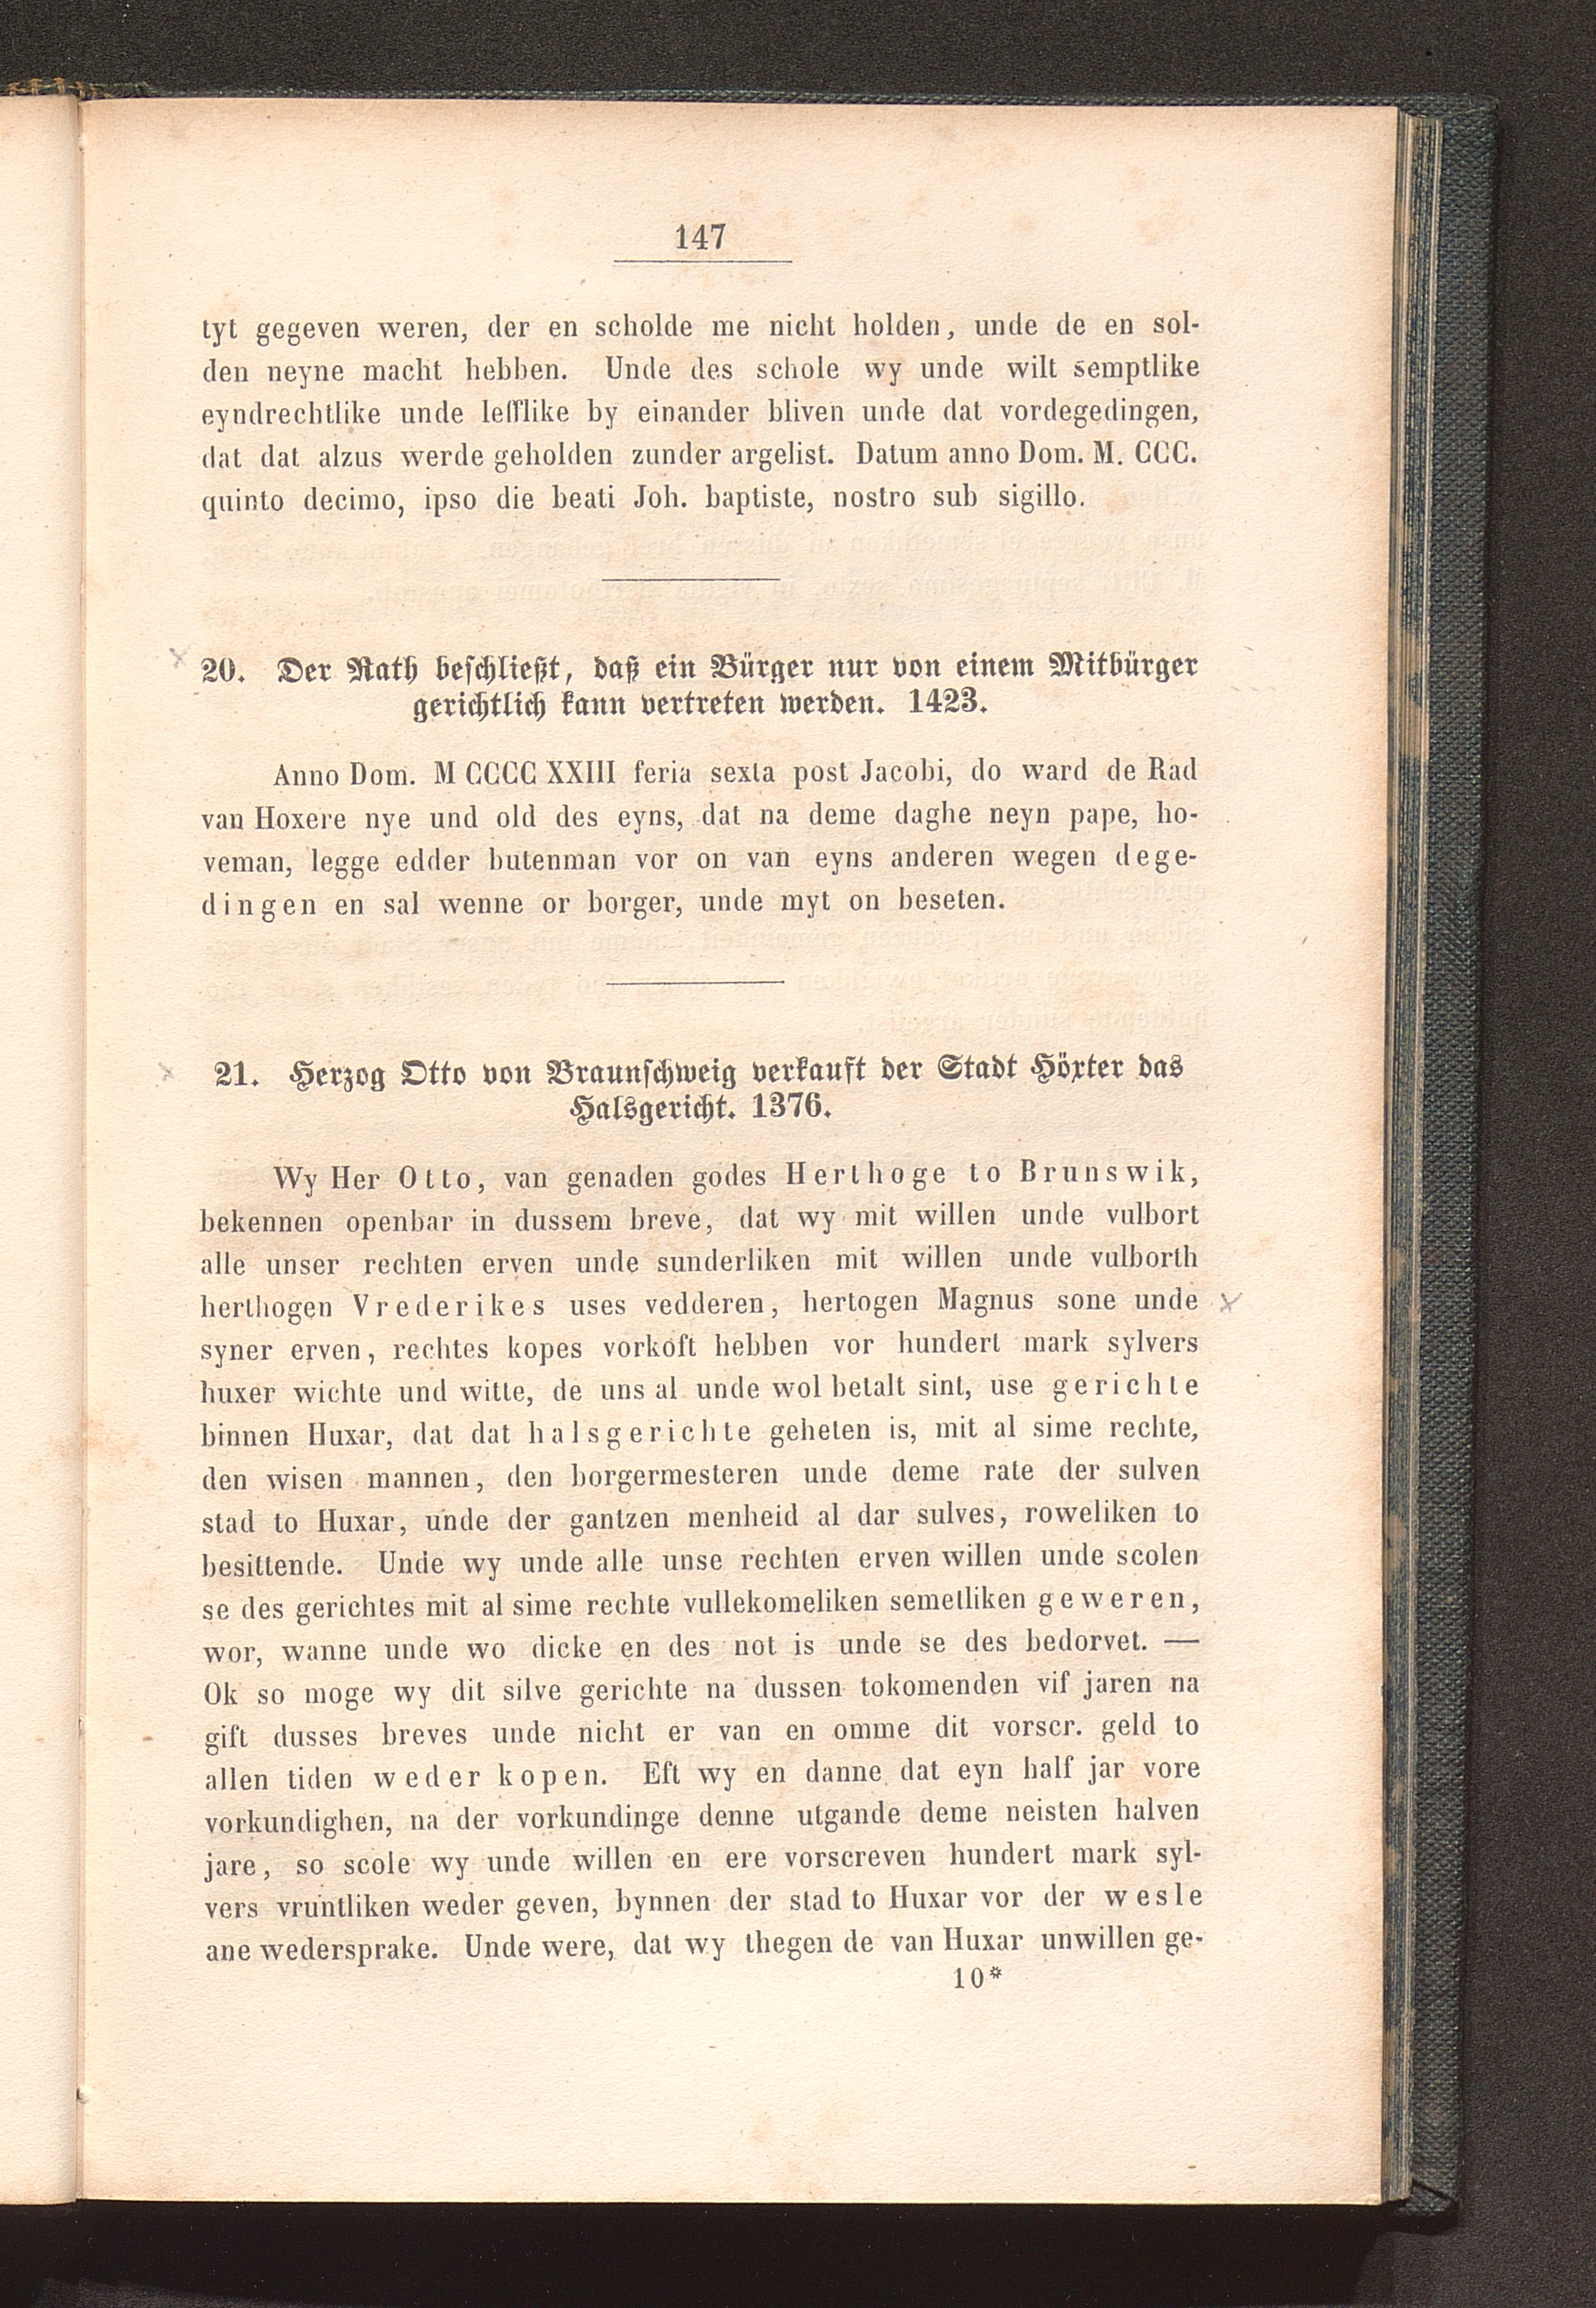 147
tyt gegeven weren, der en scholde me nicht holden, unde de en sol-
den neyne macht hebben. Unde des schole wy unde wilt semptlike
eyndrechtlike unde lefflike by einander bliven unde dat vordegedingen,
dat dat alzus werde geholden zunder argelist. Datum anno Dom. M. CCC.
quinto decimo, ipso die beati Joh. baptiste, nostro sub sigillo.
20. Der Rath beschließt, daß ein Bürger nur von einem Mitbürger
gerichtlich kann vertreten werden. 1423.
Anno Dom. M CCCC XXIII feria sexta post Jacobi, do ward de Rad
van Hoxere nye und old des eyns, dat na deme daghe neyn pape, ho-
veman, legge edder butenman vor on van eyns anderen wegen dege-
dingen en sal wenne or borger, unde myt on beseten.
21. Herzog Otto von Braunschweig verkauft der Stadt Höxter das
Halsgericht. 1376.
Wy Her Otto, van genaden godes Herthoge to Brunswik,
bekennen openbar in dussem breve, dat wy mit willen unde vulbort
alle unser rechten erven unde sunderliken mit willen unde vulborth
herthogen Vrederikes uses vedderen, hertogen Magnus sone unde
syner erven, rechtes kopes vorkoft hebben vor hundert mark sylvers
huxer wichte und witte, de uns al unde wol betalt sint, use gerichte
binnen Huxar, dat dat halsgerichte geheten is, mit al sime rechte,
den wisen mannen, den borgermesteren unde deme rate der sulven
stad to Huxar, unde der gantzen menheid al dar sulves, roweliken to
besittende. Unde wy unde alle unse rechten erven willen unde scolen
se des gerichtes mit al sime rechte vullekomeliken semetliken geweren,
wor, wanne unde wo dicke en des not is unde se des bedorvet. —
Ok so moge wy dit silve gerichte na dussen tokomenden vif jaren na
gift dusses breves unde nicht er van en omme dit vorscr. geld to
allen tiden weder kopen. Eft wy en danne dat eyn half jar vore
vorkundighen, na der vorkundinge denne utgande deme neisten halven
jare, so scole wy unde willen en ere vorscreven hundert mark syl-
vers vruntliken weder geven, bynnen der stad to Huxar vor der wesle
ane wedersprake. Unde were, dat wy thegen de van Huxar unwillen ge-
10*